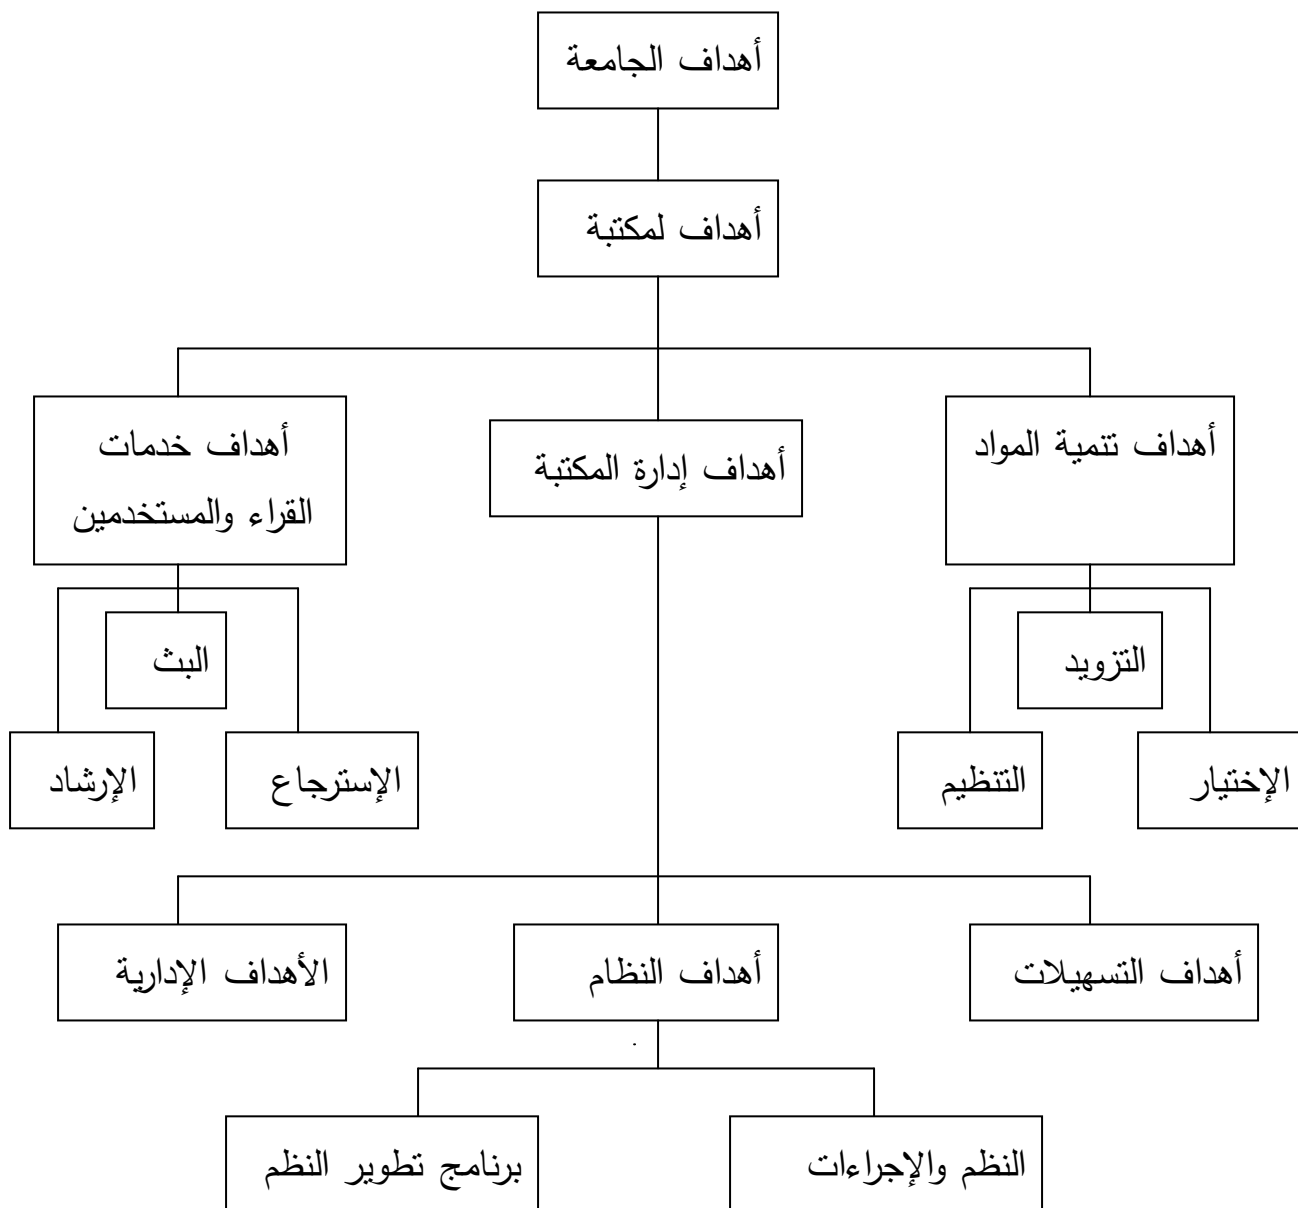 أهداف الجامعة
أهداف لمكتبة
أهداف تنمية المواد
أهداف إدارة المكتبة
أهداف خدمات
القراء والمستخدمين
التزويد
البث
الإختيار
التنظيم
الإسترجاع
الإرشاد
أهداف التسهيلات
أهداف النظام
الأهداف الإدارية
النظم والإجراءات
برنامج تطوير النظم